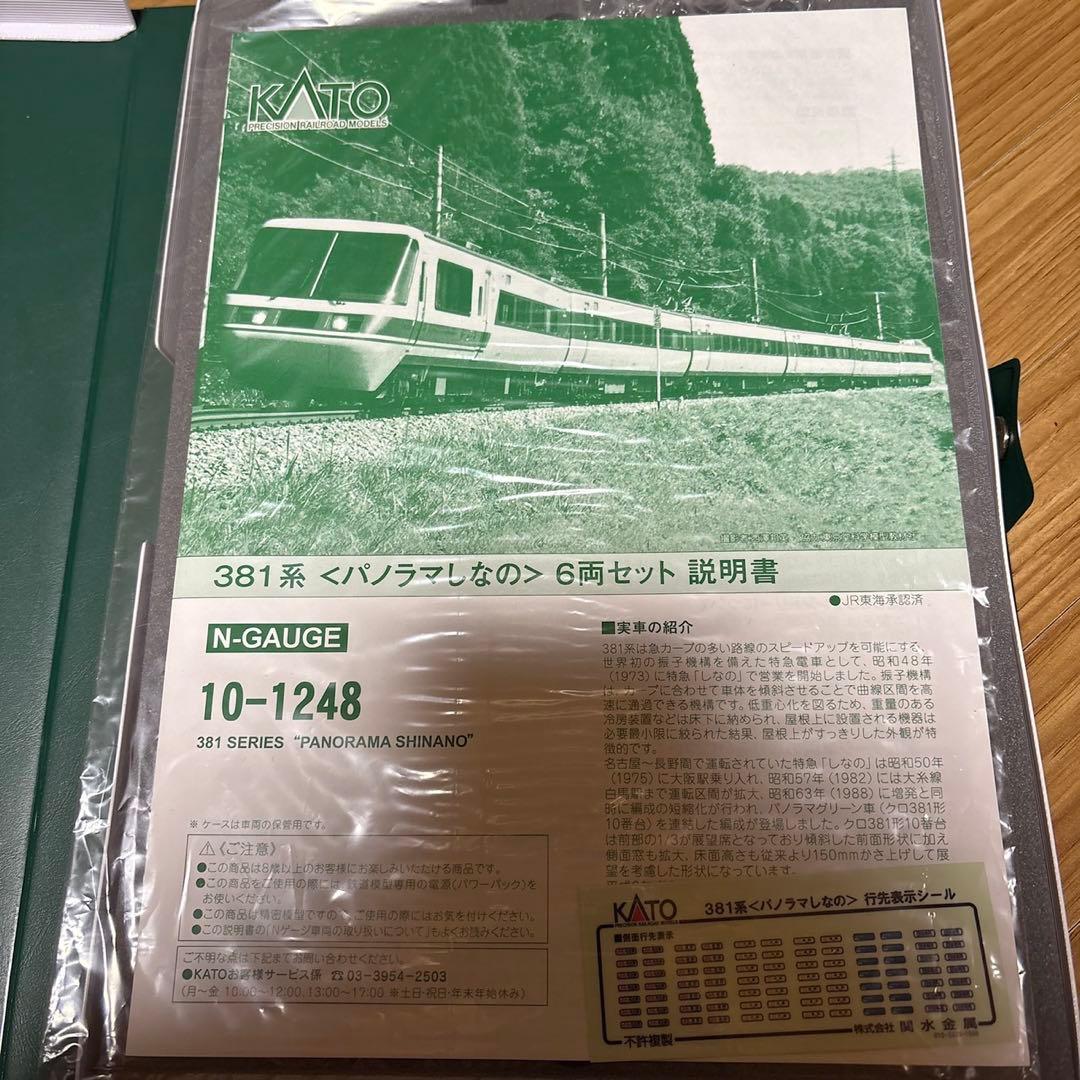 KATO
PRECISION RAILROAD MODELS
381系 <パノラマしなの> 6両セット 説明書
●JR東海承認済
N-GAUGE
10-1248
381 SERIES "PANORAMA SHINANO"
※ ケースは車両の保管用です。
⚠《ご注意》
●この商品は8歳以上のお客様にお楽しみいただける商品です。
●この商品をご使用の際には、鉄道模型専用の電源(パワーパック)を
お使いください。
●この商品は精密模型ですので、ご使用の際にはお気を付けください。
●この説明書の「Nゲージ車両の取り扱いについて」もよくお読みください。
ご不明な点は下記までお問い合わせください。
●KATOお客様サービス係 ☎03-3954-2503
(月~金 10:00~12:00,13:00~17:00 ※土日・祝日・年末年始休み)
■実車の紹介
381系は急カーブの多い路線のスピードアップを可能にする、
世界初の振子機構を備えた特急電車として、昭和48年
(1973)に特急「しなの」で営業を開始しました。振子機構
は、カーブに合わせて車体を傾斜させることで曲線区間を高
速に通過できる機構です。低重心化を図るため、重量のある
冷房装置などは床下に納められ、屋根上に設置される機器は
必要最小限に絞られた結果、屋根上がすっきりした外観が特
徴的です。
名古屋~長野間で運転されていた特急「しなの」は昭和50年
(1975)に大阪駅乗り入れ、昭和57年(1982)には大糸線
白馬駅まで運転区間が拡大、昭和63年(1988)に増発と同
時に編成の短縮化が行われ、パノラマグリーン車(クロ381形
10番台)を連結した編成が登場しました。クロ381形10番台
は前部の1/3が展望席となっており傾斜した前面形状に加え
側面窓も拡大、床面高さも従来より150mmかさ上げして展
望を考慮した形状になっています。
KATO
PRECISION RAILROAD MODELS
381系<パノラマしなの> 行先表示シール
■側面行先表示
不許複製
株式会社 関水金属